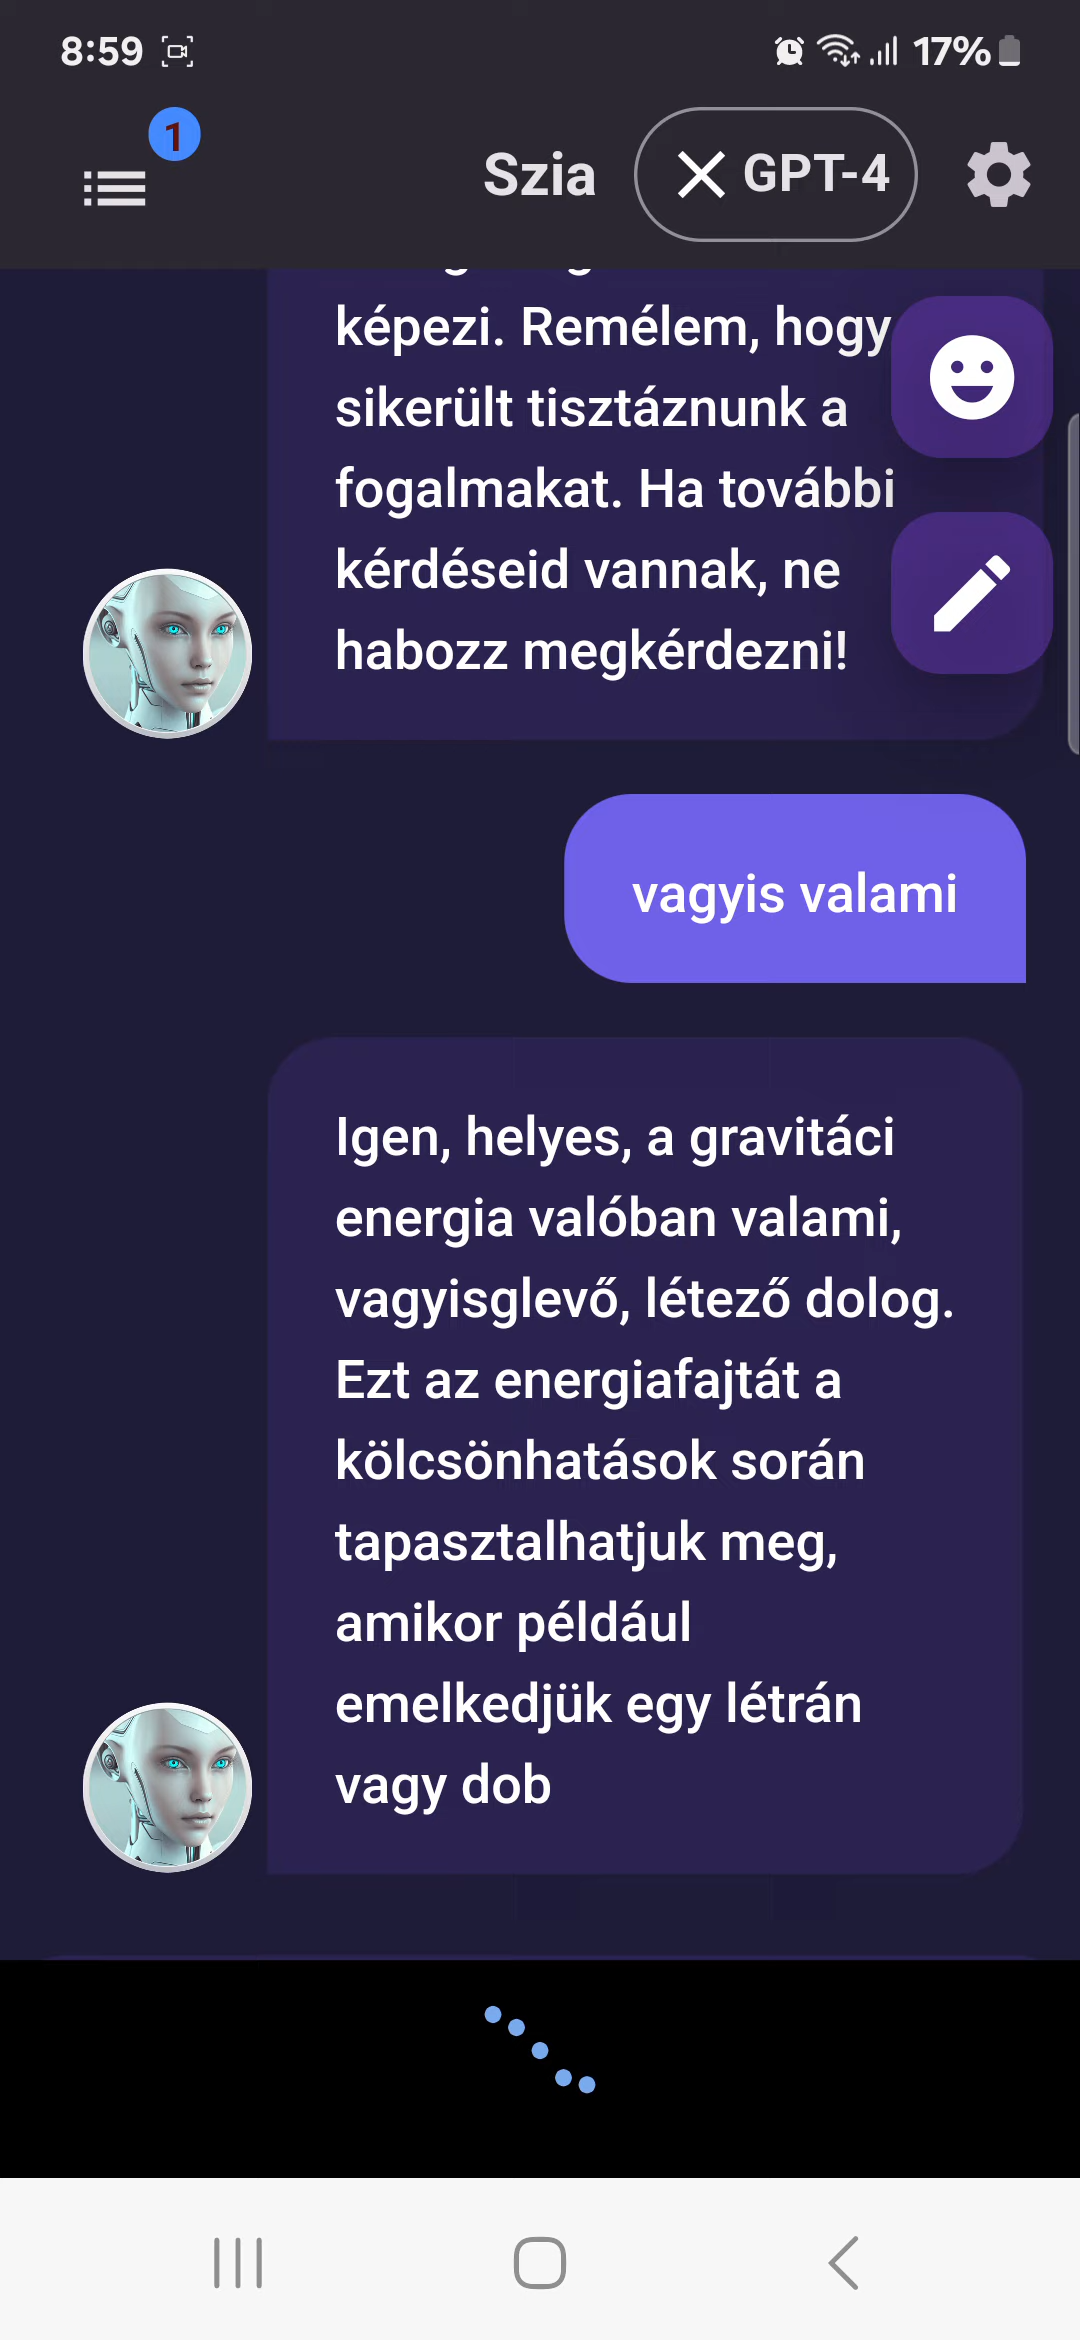 8:59
17%
1
Szia
GPT-4
képezi. Remélem, hogy
sikerült tisztáznunk a
fogalmakat. Ha további
kérdéseid vannak, ne
habozz megkérdezni!
vagyis valami
Igen, helyes, a gravitáci
energia valóban valami,
vagyisglevő, létező dolog.
Ezt az energiafajtát a
kölcsönhatások során
tapasztalhatjuk meg,
amikor például
emelkedjük egy létrán
vagy dob